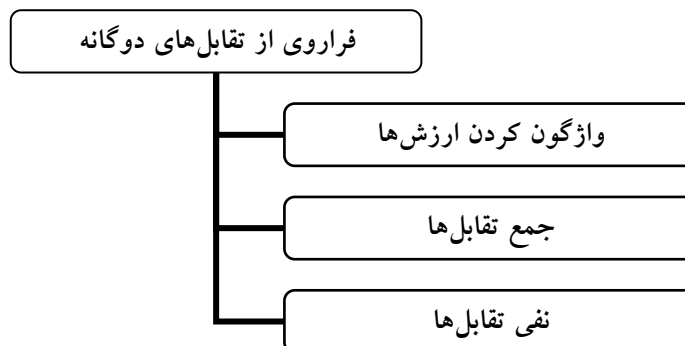 فراروی از تقابل‌های دوگانه
واژگون کردن ارزش‌ها
جمع تقابل‌ها
نفی تقابل‌ها